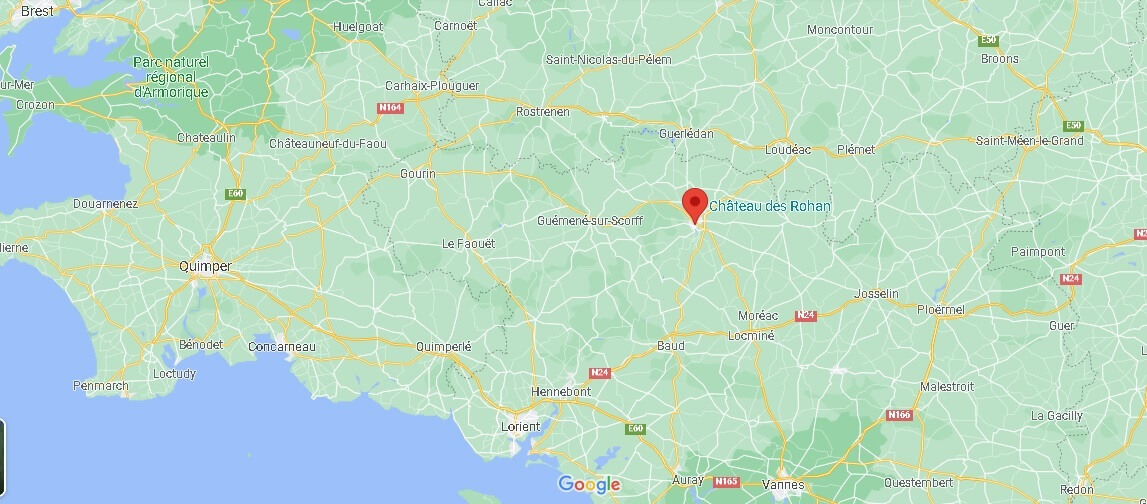 Callac
Brest
Huelgoat
Carnoët
Moncontour
E50
Parc naturel
régional
d'Armorique
Saint-Nicolas-du-Pélem
Broons
Carhaix-Plouguer
ur-Mer
Crozon
N164
Rostrenen
E50
Chateaulin
Châteauneuf-du-Faou
Guerlédan
Saint-Méen-le-Grand
Loudéac
Plémet
Gourin
E60
Douarnenez
Château des Rohan
Guémené-sur-Scorff
N2
Le Faouët
dierne
Paimpont
Quimper
N24
Josselin
Ploërmel
Moréac
N24
Guer
Locminé
Bénodet
Concarneau
Quimperlé
Baud
Loctudy
N24
Penmarch
Hennebont
Malestroit
N166
La Gacilly
Lorient
E60
Auray
N165
Vannes
Questembert
Google
Redon